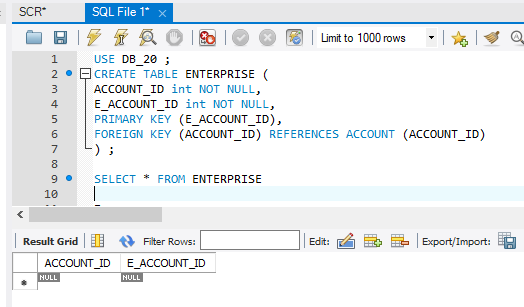 SCR*
SQL File 1*
Limit to 1000 rows
1 USE DB_20 ;
2 CREATE TABLE ENTERPRISE (
3 ACCOUNT_ID int NOT NULL,
4 E_ACCOUNT_ID int NOT NULL,
5 PRIMARY KEY (E_ACCOUNT_ID),
6 FOREIGN KEY (ACCOUNT_ID) REFERENCES ACCOUNT (ACCOUNT_ID)
7 ) ;
8
9 SELECT * FROM ENTERPRISE
10
Result Grid Filter Rows: Edit: Export/Import:
ACCOUNT_ID E_ACCOUNT_ID
NULL NULL